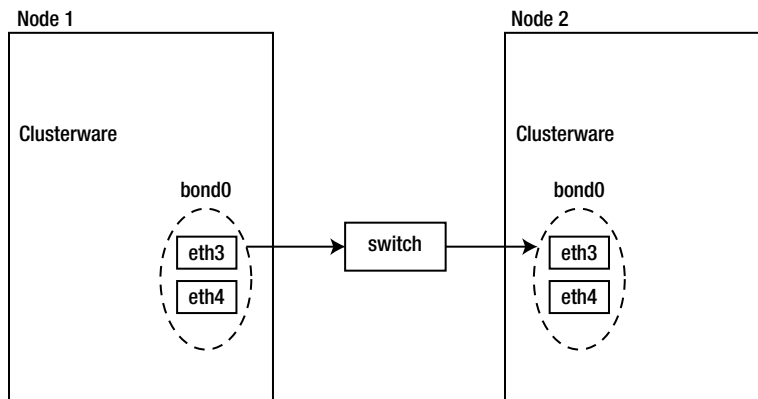 Node 1
Node 2
Clusterware
Clusterware
bond0
bond0
eth3
switch
eth3
eth4
eth4